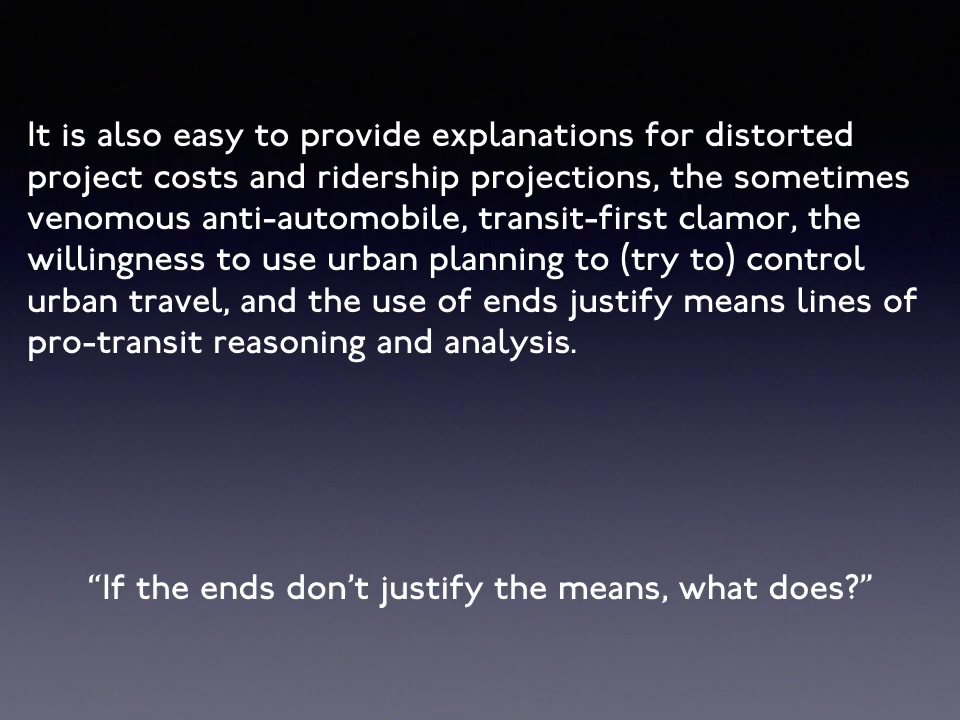 It is also easy to provide explanations for distorted
project costs and ridership projections, the sometimes
venomous anti-automobile, transit-first clamor, the
willingness to use urban planning to (try to) control
urban travel, and the use of ends justify means lines of
pro-transit reasoning and analysis.
“If the ends don’t justify the means, what does?”